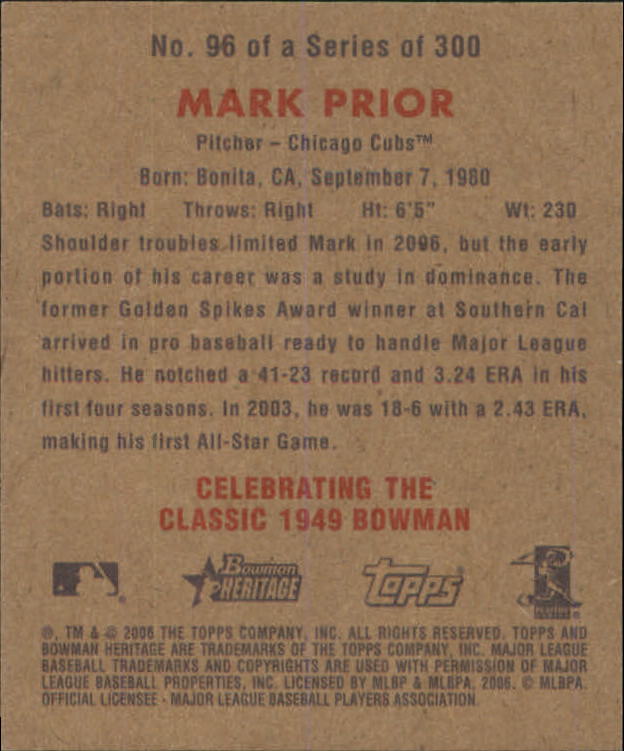 No. 96 of a Series of 300
MARK PRIOR
Pitcher – Chicago Cubs™
Born: Bonita, CA, September 7, 1980
Bats: Right Throws: Right Ht: 6'5" Wt: 230
Shoulder troubles limited Mark in 2006, but the early
portion of his career was a study in dominance. The
former Golden Spikes Award winner at Southern Cal
arrived in pro baseball ready to handle Major League
hitters. He notched a 41-23 record and 3.24 ERA in his
first four seasons. In 2003, he was 18-6 with a 2.43 ERA,
making his first All-Star Game.
CELEBRATING THE
CLASSIC 1949 BOWMAN
Bowman
HERITAGE
Topps
®, TM & © 2006 THE TOPPS COMPANY, INC. ALL RIGHTS RESERVED. TOPPS AND
BOWMAN HERITAGE ARE TRADEMARKS OF THE TOPPS COMPANY, INC. MAJOR LEAGUE
BASEBALL TRADEMARKS AND COPYRIGHTS ARE USED WITH PERMISSION OF MAJOR
LEAGUE BASEBALL PROPERTIES, INC. LICENSED BY MLBP & MLBPA, 2006. © MLBPA.
OFFICIAL LICENSEE - MAJOR LEAGUE BASEBALL PLAYERS ASSOCIATION.